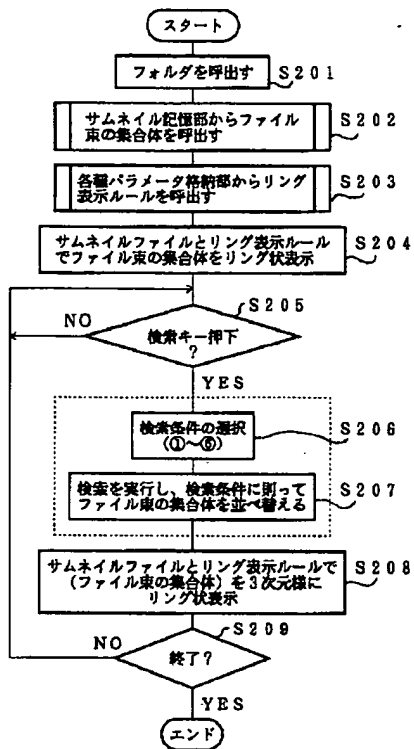 スタート
フォルダを呼出す
S201
サムネイル記憶部からファイル
束の集合体を呼出す
S202
各種パラメータ格納部からリング
表示ルールを呼出す
S203
サムネイルファイルとリング表示ルール
でファイル束の集合体をリング状表示
S204
S205
NO
検索キー押下
?
YES
検索条件の選択
(①~⑥)
S206
検索を実行し、検索条件に則って
ファイル束の集合体を並べ替える
S207
サムネイルファイルとリング表示ルールで
(ファイル束の集合体)を3次元様に
リング状表示
S208
S209
NO
終了?
YES
エンド